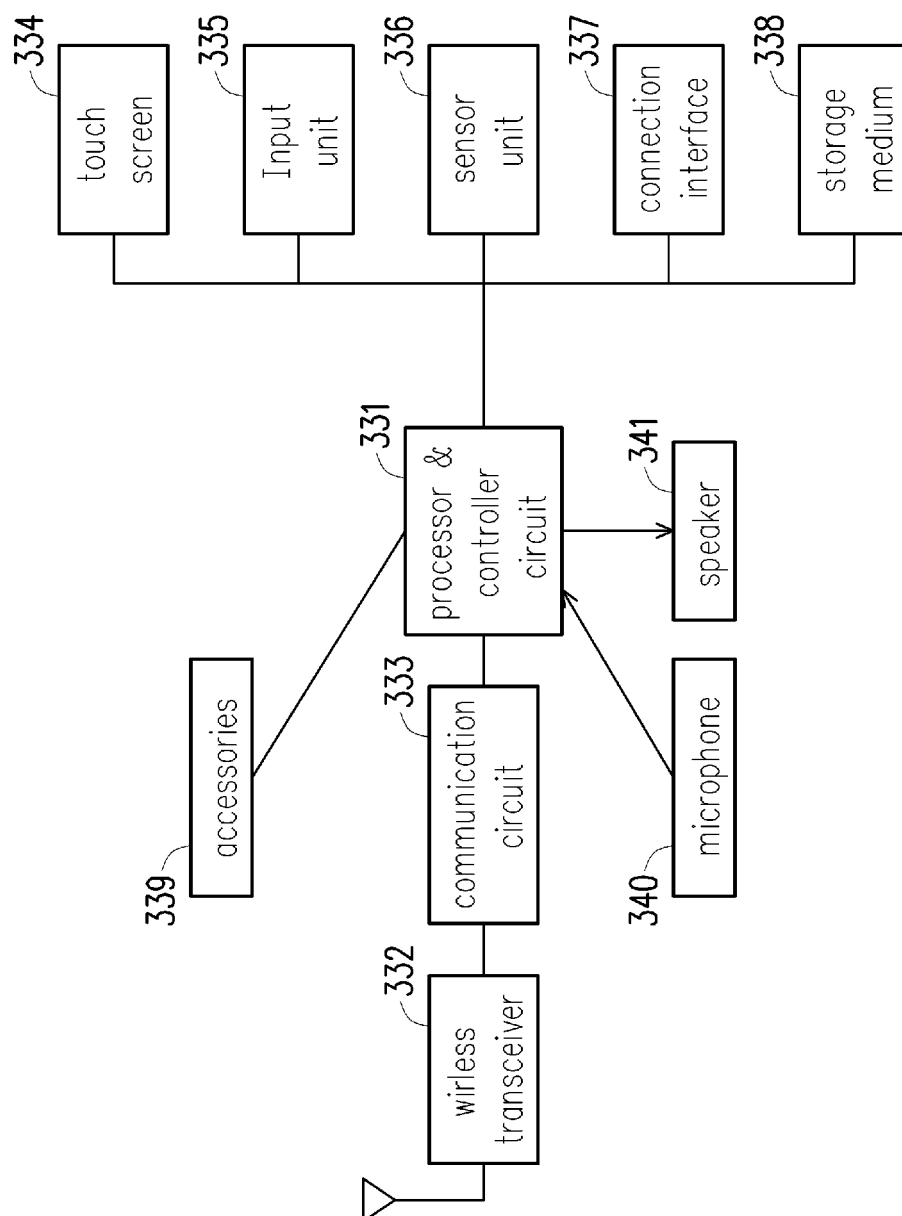 334
touch
screen
335
Input
unit
336
sensor
unit
337
connection
interface
338
storage
medium
331
processor &
controller
circuit
341
speaker
339
accessories
333
communication
circuit
340
microphone
332
wirless
transceiver